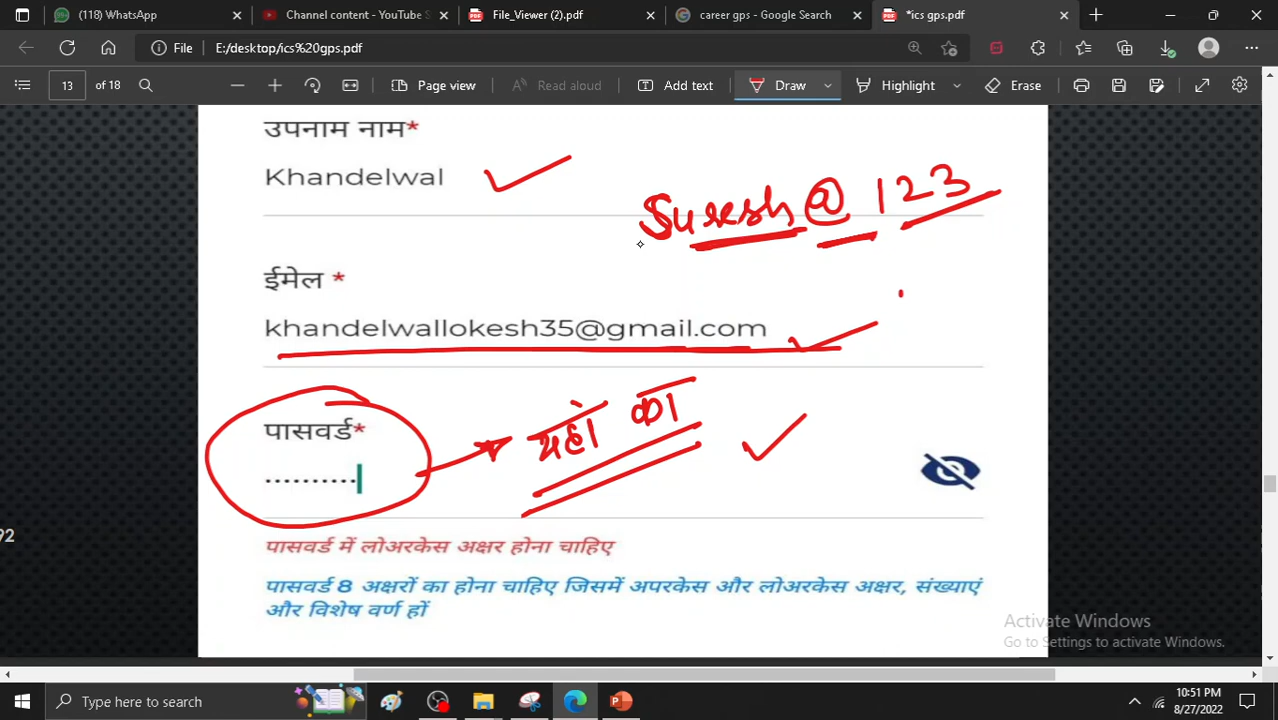 (118) WhatsApp
Channel content - YouTube S
File_Viewer (2).pdf
career gps - Google Search
*ics gps.pdf
File
E:/desktop/ics%20gps.pdf
13
of 18
Page view
Read aloud
Add text
Draw
Highlight
Erase
उपनाम नाम*
Khandelwal
Suresh @ 123
ईमेल *
khandelwallokesh35@gmail.com
पासवर्ड*
यहां का
..........
92
पासवर्ड में लोअरकेस अक्षर होना चाहिए
पासवर्ड 8 अक्षरों का होना चाहिए जिसमें अपरकेस और लोअरकेस अक्षर, संख्याएं
और विशेष वर्ण हों
Activate Windows
Go to Settings to activate Windows.
Type here to search
10:51 PM
8/27/2022